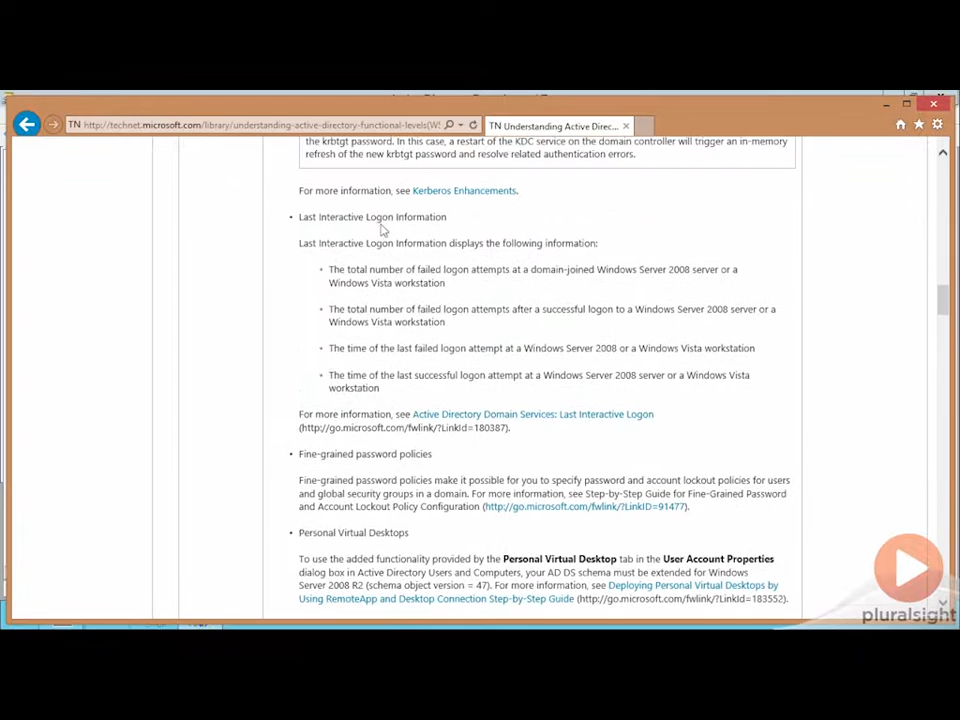 TN http://technet.microsoft.com/library/understanding-active-directory-functional-levels(WS
TN Understanding Active Direc...
the krbtgt password. In this case, a restart of the KDC service on the domain controller will trigger an in-memory
refresh of the new krbtgt password and resolve related authentication errors.
For more information, see Kerberos Enhancements.
• Last Interactive Logon Information
Last Interactive Logon Information displays the following information:
• The total number of failed logon attempts at a domain-joined Windows Server 2008 server or a
Windows Vista workstation
• The total number of failed logon attempts after a successful logon to a Windows Server 2008 server or a
Windows Vista workstation
• The time of the last failed logon attempt at a Windows Server 2008 or a Windows Vista workstation
• The time of the last successful logon attempt at a Windows Server 2008 server or a Windows Vista
workstation
For more information, see Active Directory Domain Services: Last Interactive Logon
(http://go.microsoft.com/fwlink/?LinkId=180387).
• Fine-grained password policies
Fine-grained password policies make it possible for you to specify password and account lockout policies for users
and global security groups in a domain. For more information, see Step-by-Step Guide for Fine-Grained Password
and Account Lockout Policy Configuration (http://go.microsoft.com/fwlink/?LinkID=91477).
• Personal Virtual Desktops
To use the added functionality provided by the Personal Virtual Desktop tab in the User Account Properties
dialog box in Active Directory Users and Computers, your AD DS schema must be extended for Windows
Server 2008 R2 (schema object version = 47). For more information, see Deploying Personal Virtual Desktops by
Using RemoteApp and Desktop Connection Step-by-Step Guide (http://go.microsoft.com/fwlink/?LinkId=183552).
pluralsight